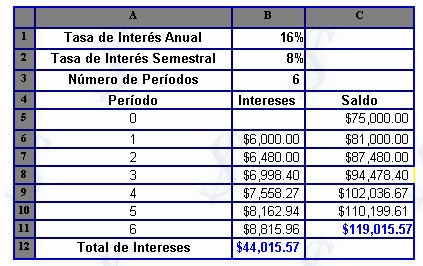 A B C
1 Tasa de Interés Anual 16%
2 Tasa de Interés Semestral 8%
3 Número de Períodos 6
4 Período Intereses Saldo
5 0 $75,000.00
6 1 $6,000.00 $81,000.00
7 2 $6,480.00 $87,480.00
8 3 $6,998.40 $94,478.40
9 4 $7,558.27 $102,036.67
10 5 $8,162.94 $110,199.61
11 6 $8,815.96 $119,015.57
12 Total de Intereses $44,015.57